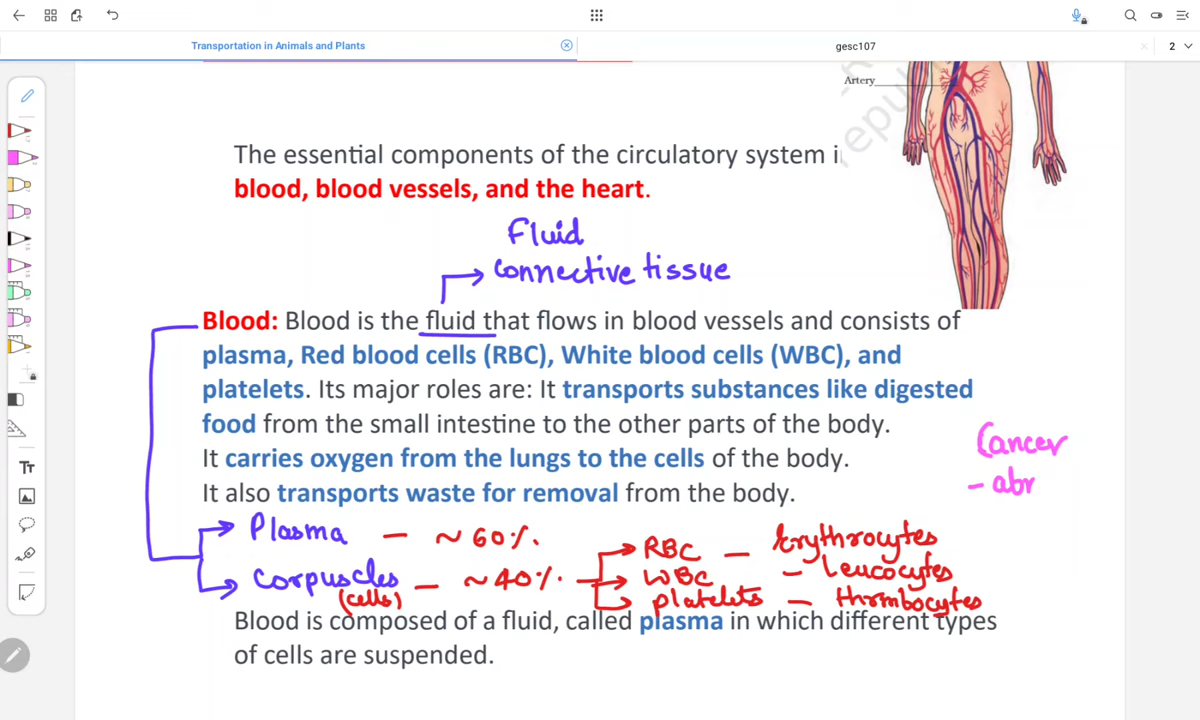 Transportation in Animals and Plants
gesc107
2
Artery
The essential components of the circulatory system
blood, blood vessels, and the heart.
Fluid
Connective tissue
Blood: Blood is the fluid that flows in blood vessels and consists of
plasma, Red blood cells (RBC), White blood cells (WBC), and
platelets. Its major roles are: It transports substances like digested
food from the small intestine to the other parts of the body.
It carries oxygen from the lungs to the cells of the body.
It also transports waste for removal from the body.
Cancer
- abr
Plasma — ~ 60%.
Corpuscles — ~40%.
(cells)
RBC — Erythrocytes
WBC – Leucocytes
Platelets — thrombocytes
Blood is composed of a fluid, called plasma in which different types
of cells are suspended.
TT